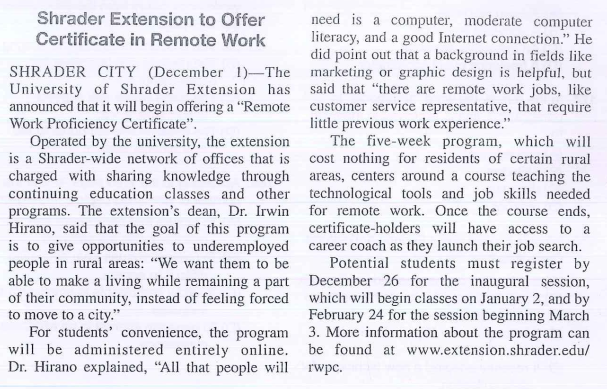 Shrader Extension to Offer
Certificate in Remote Work
SHRADER CITY (December 1)—The
University of Shrader Extension has
announced that it will begin offering a “Remote
Work Proficiency Certificate”.
Operated by the university, the extension
is a Shrader-wide network of offices that is
charged with sharing knowledge through
continuing education classes and other
programs. The extension’s dean, Dr. Irwin
Hirano, said that the goal of this program
is to give opportunities to underemployed
people in rural areas: “We want them to be
able to make a living while remaining a part
of their community, instead of feeling forced
to move to a city.”
For students’ convenience, the program
will be administered entirely online.
Dr. Hirano explained, “All that people will
need is a computer, moderate computer
literacy, and a good Internet connection.” He
did point out that a background in fields like
marketing or graphic design is helpful, but
said that “there are remote work jobs, like
customer service representative, that require
little previous work experience.”
The five-week program, which will
cost nothing for residents of certain rural
areas, centers around a course teaching the
technological tools and job skills needed
for remote work. Once the course ends,
certificate-holders will have access to a
career coach as they launch their job search.
Potential students must register by
December 26 for the inaugural session,
which will begin classes on January 2, and by
February 24 for the session beginning March
3. More information about the program can
be found at www.extension.shrader.edu/
rwpc.